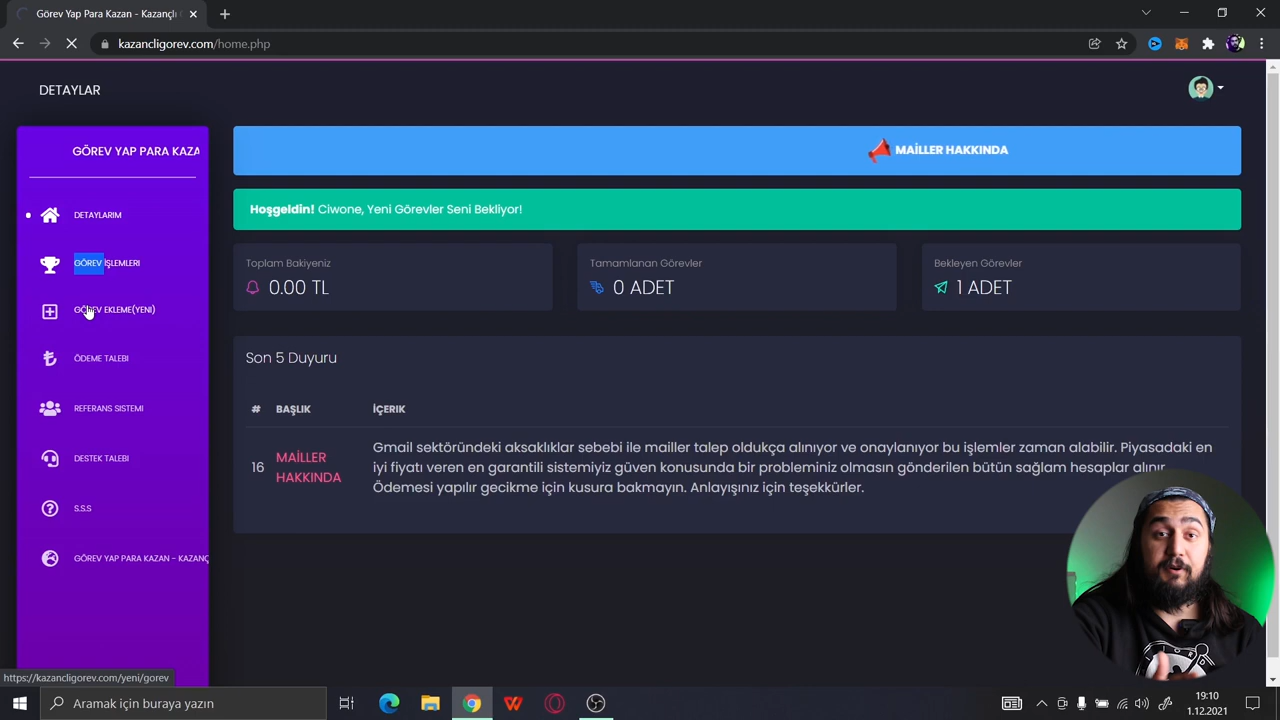 Görev Yap Para Kazan - Kazançlı G
kazancligorev.com/home.php
DETAYLAR
GÖREV YAP PARA KAZA
MAİLLER HAKKINDA
DETAYLARIM
Hoşgeldin! Ciwone, Yeni Görevler Seni Bekliyor!
GÖREV İŞLEMLERI
Toplam Bakiyeniz
0.00 TL
Tamamlanan Görevler
0 ADET
Bekleyen Görevler
1 ADET
GÖREV EKLEME(YENI)
ÖDEME TALEBI
REFERANS SISTEMI
DESTEK TALEBI
S.S.S
GÖREV YAP PARA KAZAN - KAZANÇ
Son 5 Duyuru
# BAŞLIK İÇERIK
16 MAİLLER HAKKINDA
Gmail sektöründeki aksaklıklar sebebi ile mailler talep oldukça alınıyor ve onaylanıyor bu işlemler zaman alabilir. Piyasadaki en
iyi fiyatı veren en garantili sistemiyiz güven konusunda bir probleminiz olmasın gönderilen bütün sağlam hesaplar alınır.
Ödemesi yapılır gecikme için kusura bakmayın. Anlayışınız için teşekkürler.
https://kazancligorev.com/yeni/gorev
Aramak için buraya yazın
19:10
1.12.2021